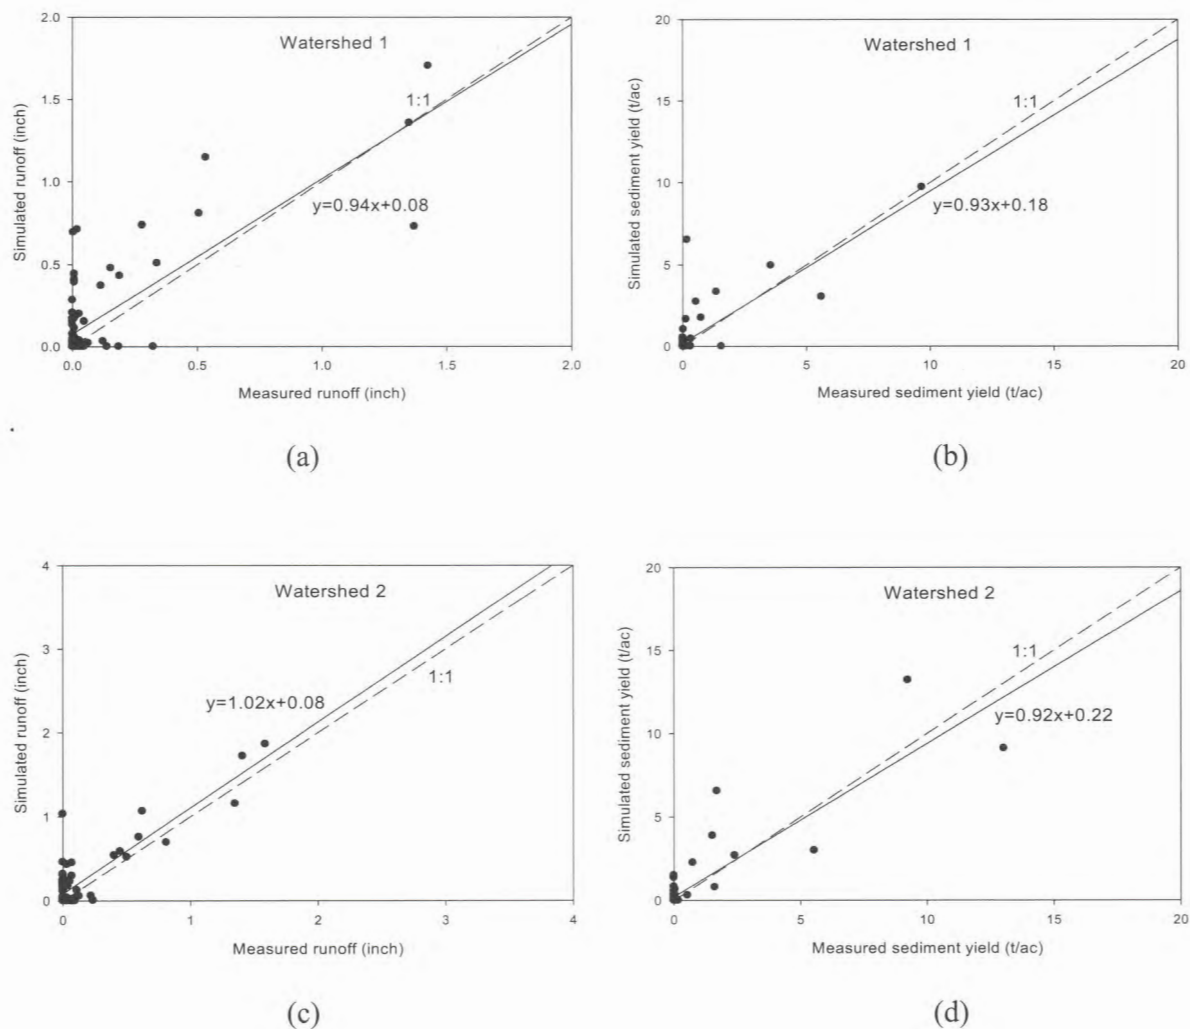 Watershed 1
Simulated runoff (inch)
2.0
1.5
1.0
0.5
0.0
1:1
y=0.94x+0.08
0.0 0.5 1.0 1.5 2.0
Measured runoff (inch)
(a)
Watershed 1
Simulated sediment yield (t/ac)
20
15
10
5
0
1:1
y=0.93x+0.18
0 5 10 15 20
Measured sediment yield (t/ac)
(b)
Watershed 2
Simulated runoff (inch)
4
3
2
1
0
1:1
y=1.02x+0.08
0 1 2 3 4
Measured runoff (inch)
(c)
Watershed 2
Simulated sediment yield (t/ac)
20
15
10
5
0
1:1
y=0.92x+0.22
0 5 10 15 20
Measured sediment yield (t/ac)
(d)